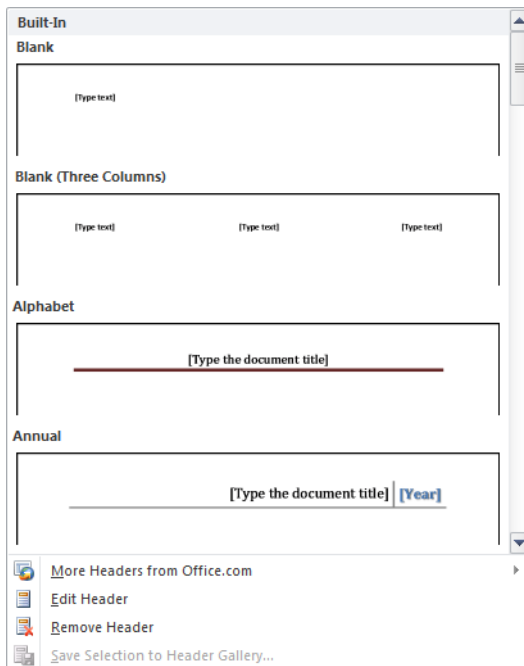 Built-In
Blank
[Type text]
Blank (Three Columns)
[Type text] [Type text] [Type text]
Alphabet
[Type the document title]
Annual
[Type the document title] [Year]
More Headers from Office.com
Edit Header
Remove Header
Save Selection to Header Gallery...